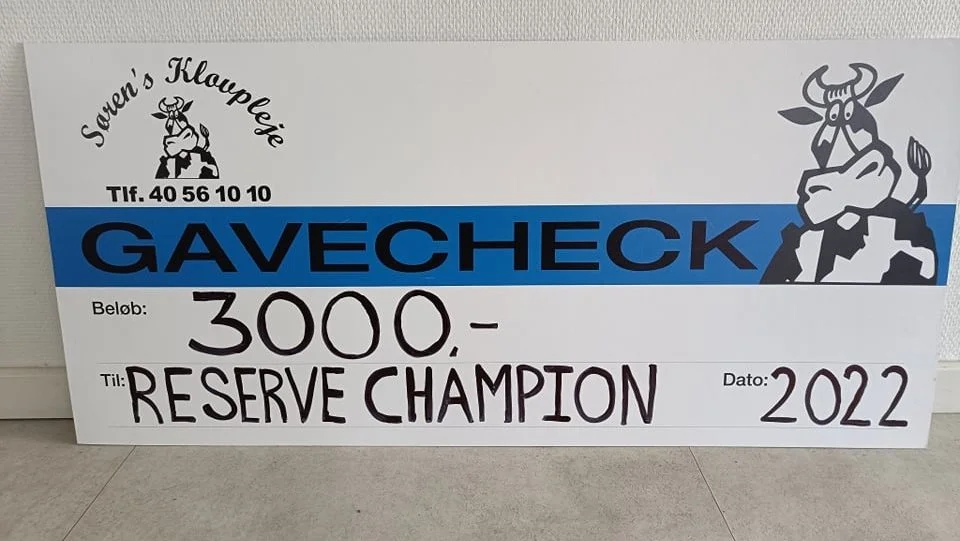 Søren's Klovpleje
Tlf. 40 56 10 10
GAVECHECK
Beløb: 3000,-
Til: RESERVE CHAMPION Dato: 2022